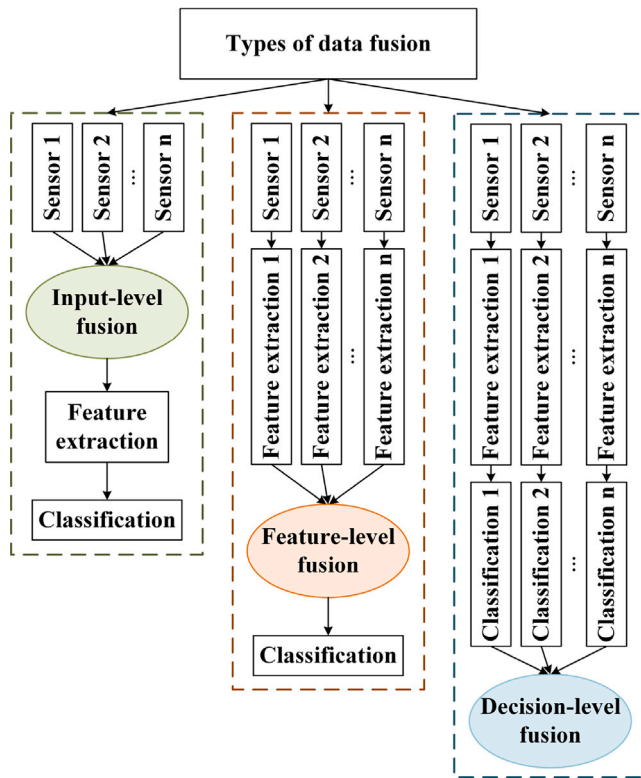 Types of data fusion
Sensor 1
Sensor 2
...
Sensor n
Input-level
fusion
Feature
extraction
Classification
Sensor 1
Sensor 2
...
Sensor n
Feature extraction 1
Feature extraction 2
...
Feature extraction n
Feature-level
fusion
Classification
Sensor 1
Sensor 2
...
Sensor n
Feature extraction 1
Feature extraction 2
...
Feature extraction n
Classification 1
Classification 2
...
Classification n
Decision-level
fusion